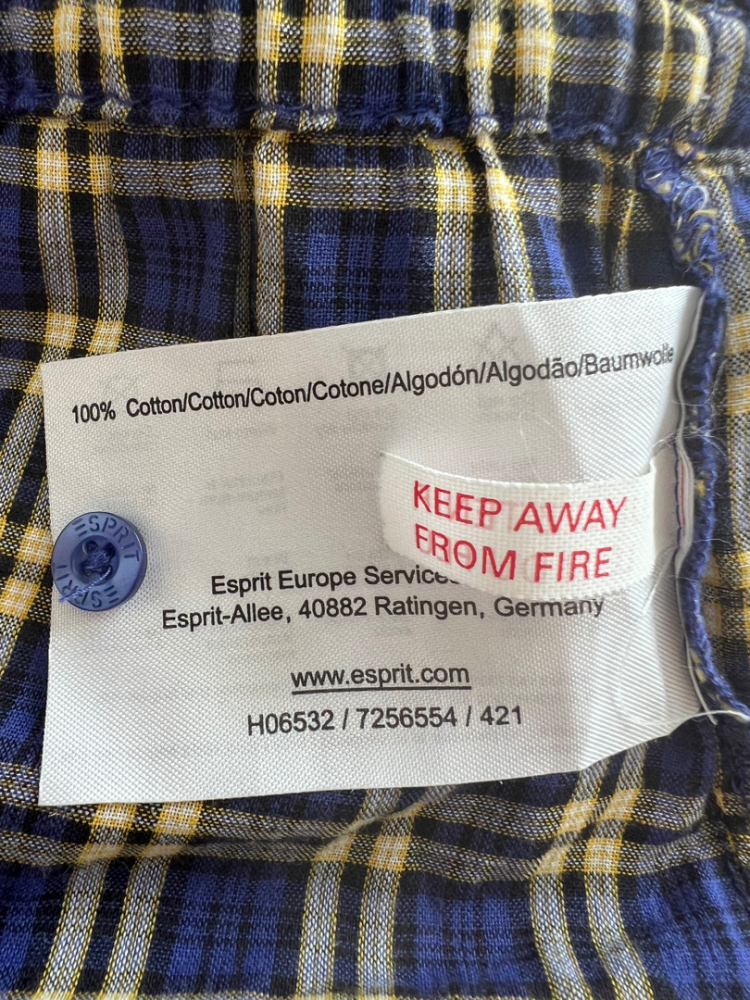 100% Cotton/Cotton/Coton/Cotone/Algodón/Algodão/Baumwolle
KEEP AWAY
FROM FIRE
ESPRIT
ESPRIT
Esprit Europe
Esprit-Allee, 40882 Ratingen, Germany
www.esprit.com
H06532 / 7256554 / 421